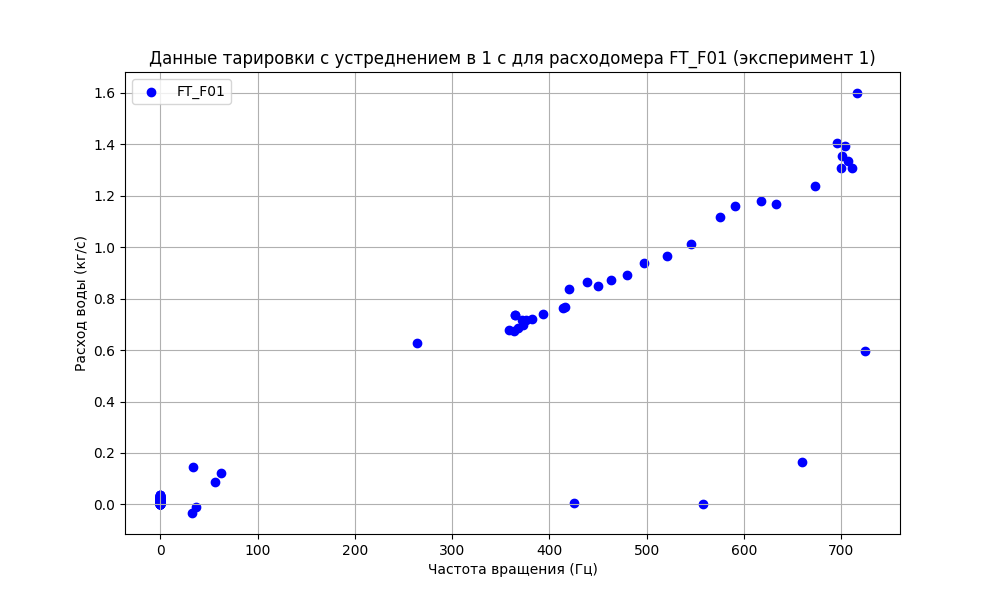 Данные тарировки с устреднением в 1 с для расходомера FT_F01 (эксперимент 1)
FT_F01
1.6
1.4
1.2
1.0
0.8
0.6
0.4
0.2
0.0
Расход воды (кг/с)
0 100 200 300 400 500 600 700
Частота вращения (Гц)